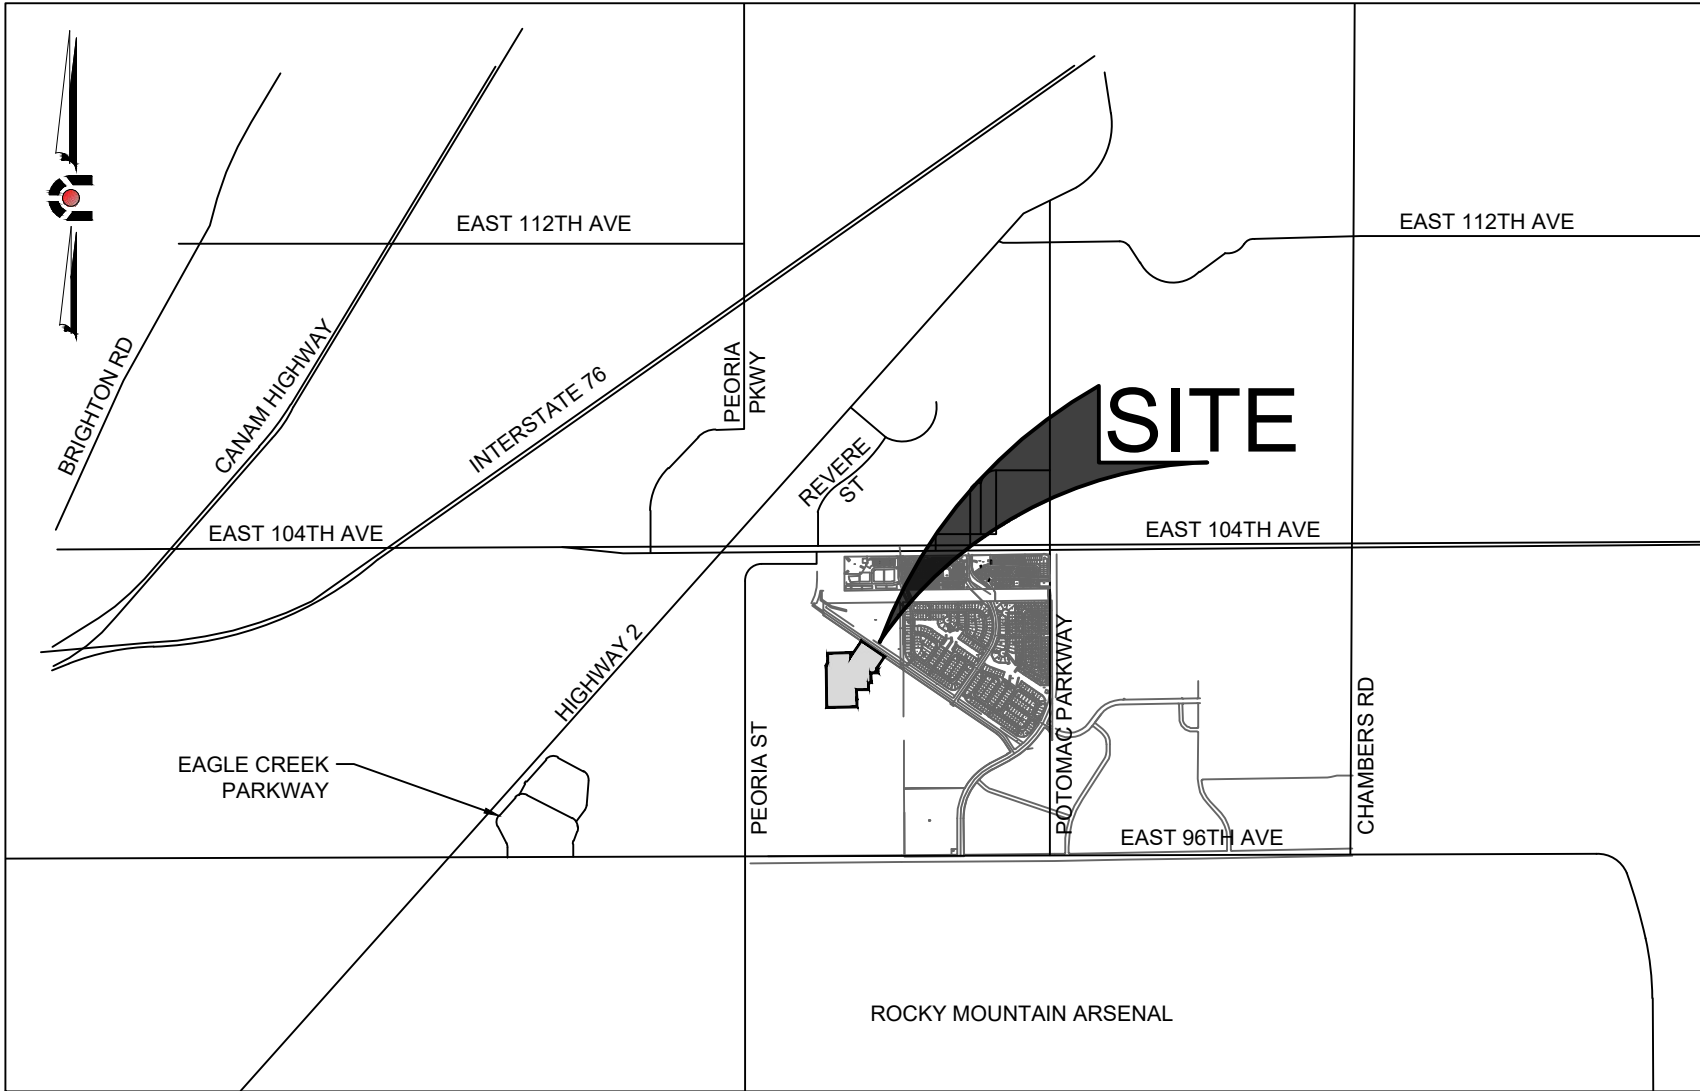 EAST 112TH AVE
EAST 112TH AVE
BRIGHTON RD
CANAM HIGHWAY
INTERSTATE 76
PEORIA
PKWY
SITE
REVERE
ST
EAST 104TH AVE
EAST 104TH AVE
HIGHWAY 2
PEORIA ST
POTOMAC PARKWAY
CHAMBERS RD
EAGLE CREEK
PARKWAY
EAST 96TH AVE
ROCKY MOUNTAIN ARSENAL